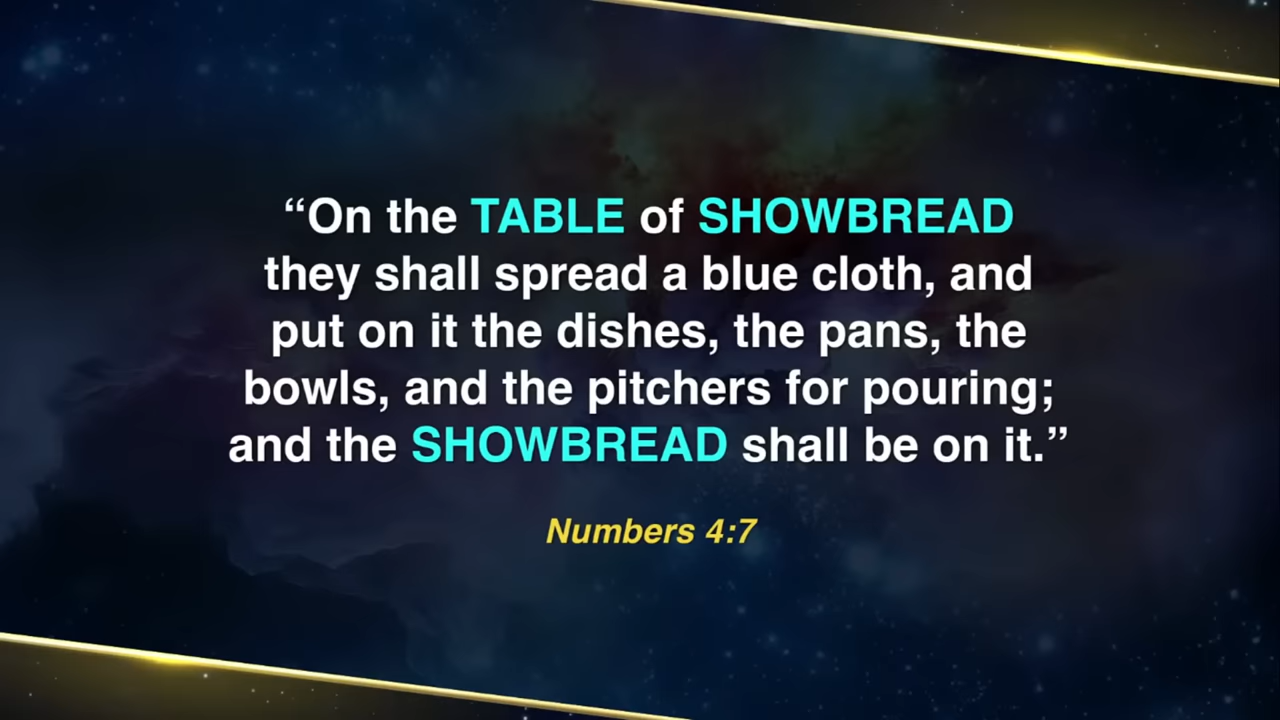 “On the TABLE of SHOWBREAD
they shall spread a blue cloth, and
put on it the dishes, the pans, the
bowls, and the pitchers for pouring;
and the SHOWBREAD shall be on it.”
Numbers 4:7